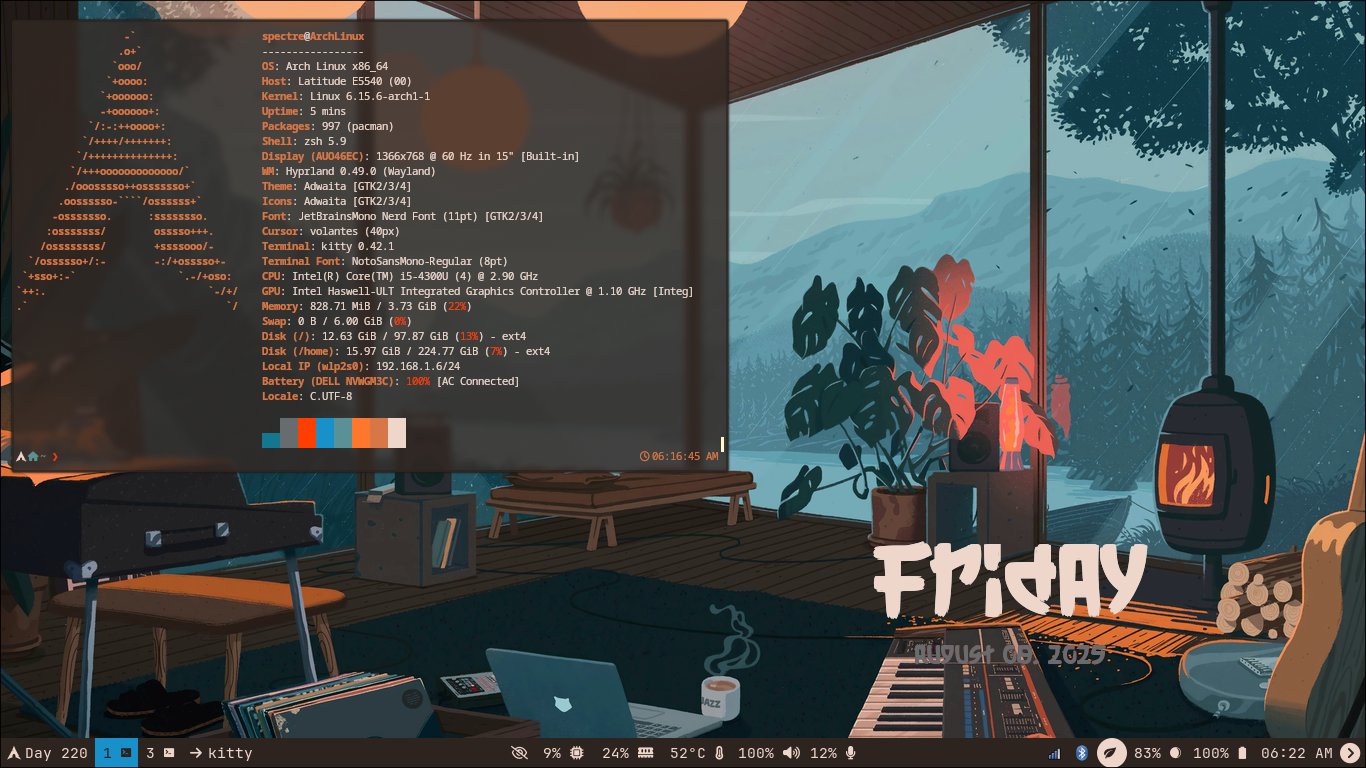 spectre@ArchLinux
-----------------
OS: Arch Linux x86_64
Host: Latitude E5540 (00)
Kernel: Linux 6.15.6-arch1-1
Uptime: 5 mins
Packages: 997 (pacman)
Shell: zsh 5.9
Display (AUO46EC): 1366x768 @ 60 Hz in 15" [Built-in]
WM: Hyprland 0.49.0 (Wayland)
Theme: Adwaita [GTK2/3/4]
Icons: Adwaita [GTK2/3/4]
Font: JetBrainsMono Nerd Font (11pt) [GTK2/3/4]
Cursor: volantes (40px)
Terminal: kitty 0.42.1
Terminal Font: NotoSansMono-Regular (8pt)
CPU: Intel(R) Core(TM) i5-4300U (4) @ 2.90 GHz
GPU: Intel Haswell-ULT Integrated Graphics Controller @ 1.10 GHz [Integ]
Memory: 828.71 MiB / 3.73 GiB (22%)
Swap: 0 B / 6.00 GiB (0%)
Disk (/): 12.63 GiB / 97.87 GiB (13%) - ext4
Disk (/home): 15.97 GiB / 224.77 GiB (7%) - ext4
Local IP (wlp2s0): 192.168.1.6/24
Battery (DELL NVWGM3C): 100% [AC Connected]
Locale: C.UTF-8
~ ❯ 06:16:45 AM
Friday
August 08, 2025
JAZZ
Day 220 1 3 → kitty 9% 24% 52°C 100% 12% 83% 100% 06:22 AM